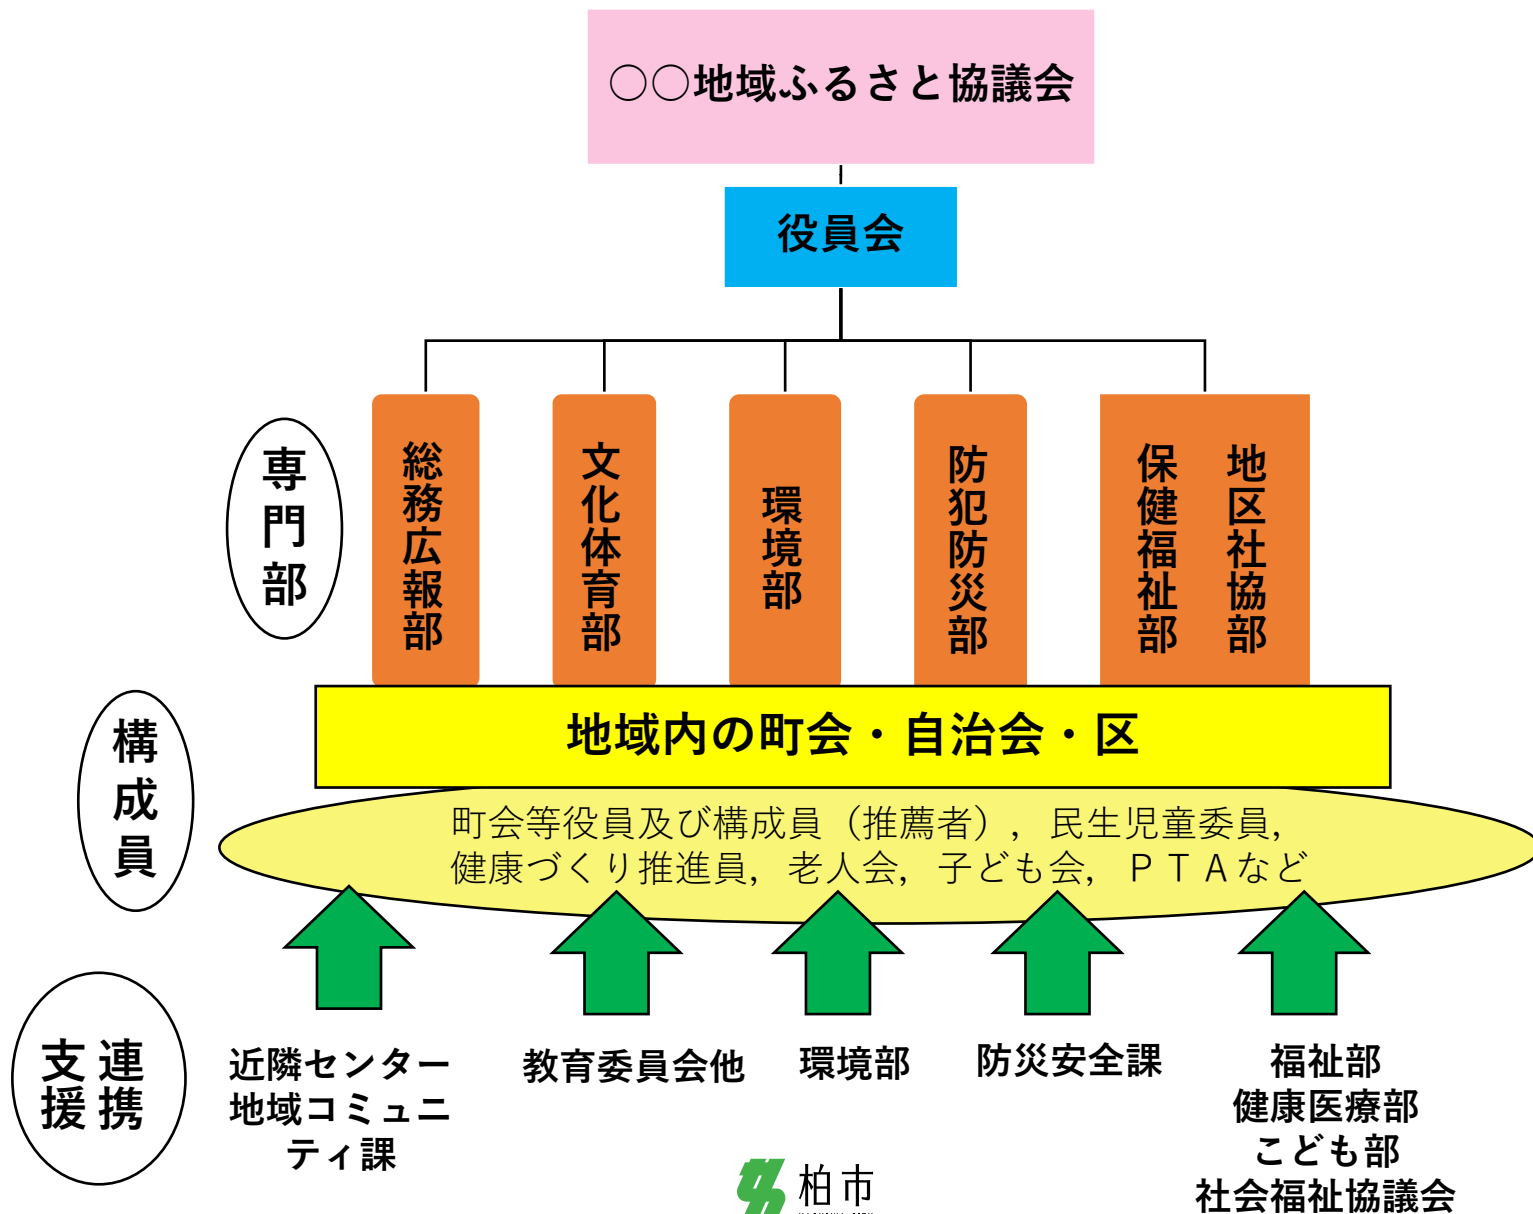 ○○地域ふるさと協議会
役員会
専門部
総務広報部
文化体育部
環境部
防犯防災部
地区社協部
保健福祉部
構成員
地域内の町会・自治会・区
町会等役員及び構成員（推薦者），民生児童委員，
健康づくり推進員，老人会，子ども会，ＰＴＡなど
連携
支援
近隣センター
地域コミュニ
ティ課
教育委員会他
環境部
防災安全課
福祉部
健康医療部
こども部
社会福祉協議会
柏市